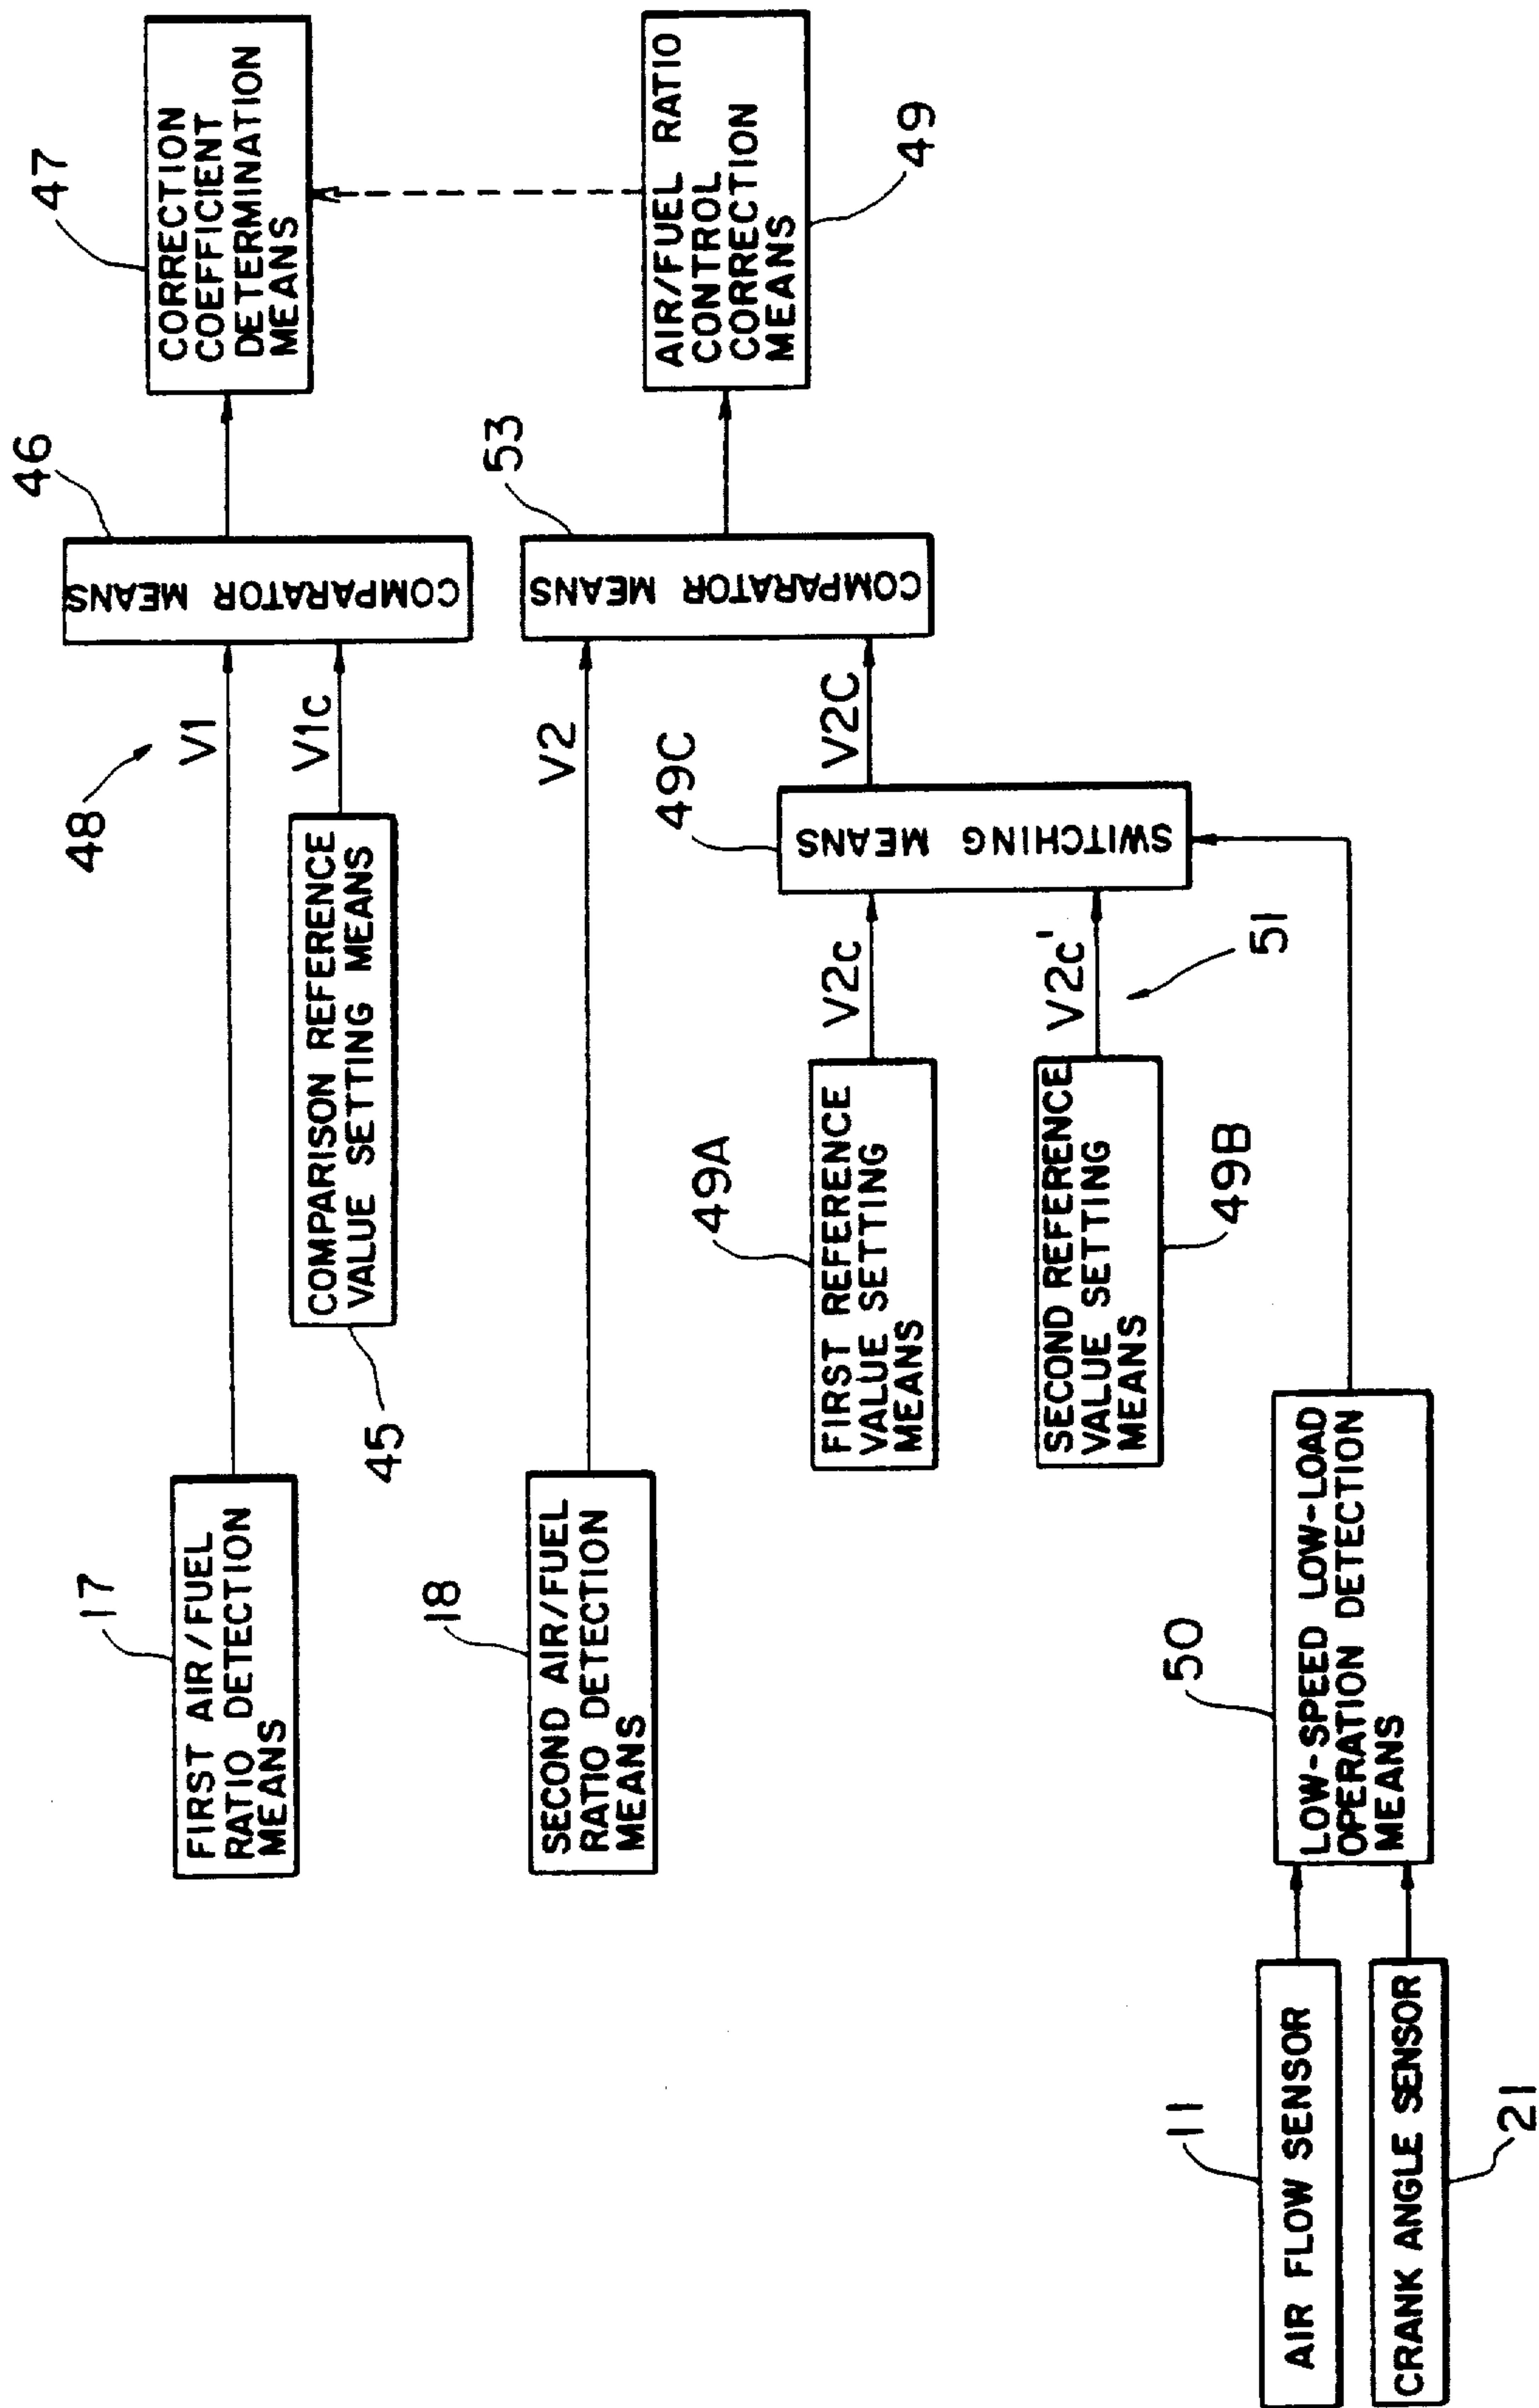 17
FIRST AIR/FUEL
RATIO DETECTION
MEANS
48
V1
46
COMPARATOR MEANS
47
CORRECTION
COEFFICIENT
DETERMINATION
MEANS
45
COMPARISON REFERENCE
VALUE SETTING MEANS
V1c
18
SECOND AIR/FUEL
RATIO DETECTION
MEANS
V2
53
COMPARATOR MEANS
AIR/FUEL RATIO
CONTROL
CORRECTION
MEANS
49
49A
FIRST REFERENCE
VALUE SETTING
MEANS
V2c
49C
SWITCHING MEANS
V2C
SECOND REFERENCE
VALUE SETTING
MEANS
49B
V2c'
51
50
LOW-SPEED LOW-LOAD
OPERATION DETECTION
MEANS
11
AIR FLOW SENSOR
CRANK ANGLE SENSOR
21